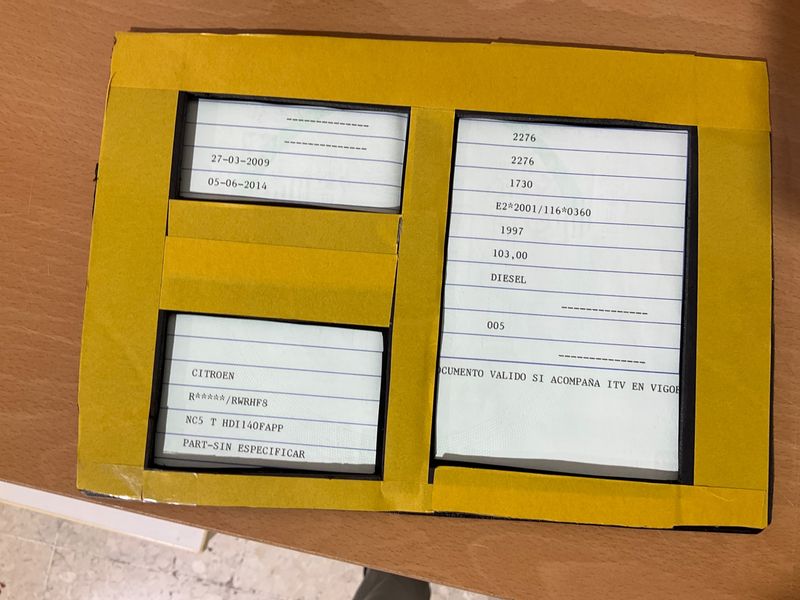 --------------
--------------
27-03-2009
05-06-2014
CITROEN
R*****/RWRHF8
NC5 T HDI140FAPP
PART-SIN ESPECIFICAR
2276
2276
1730
E2*2001/116*0360
1997
103,00
DIESEL
--------------
005
--------------
OCUMENTO VALIDO SI ACOMPAÑA ITV EN VIGOR